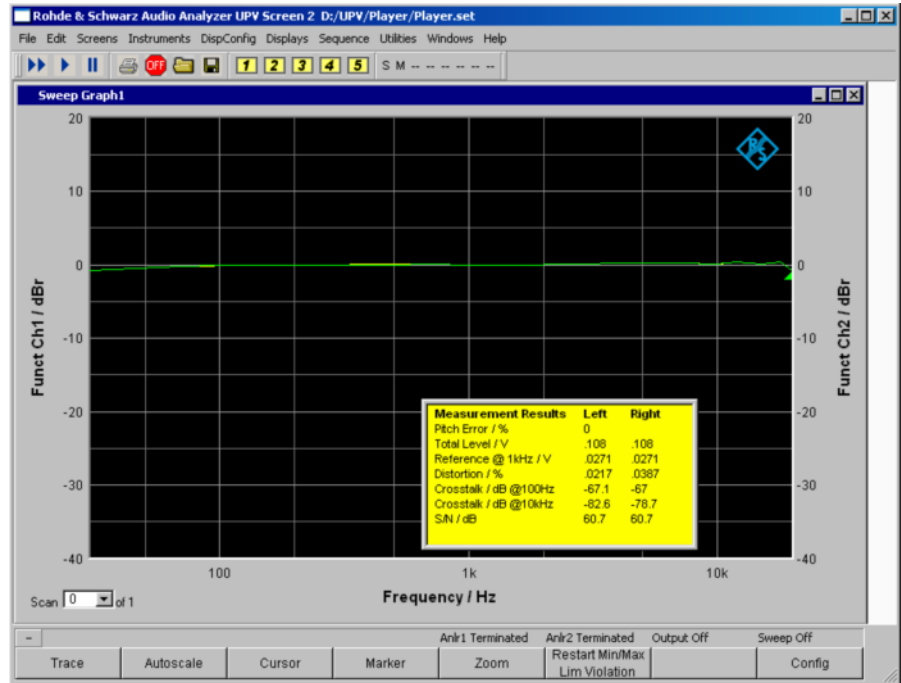 Rohde & Schwarz Audio Analyzer UPV Screen 2 D:/UPV/Player/Player.set
File Edit Screens Instruments DispConfig Displays Sequence Utilities Windows Help
OFF 1 2 3 4 5 S M -- -- -- -- -- --
Sweep Graph1
20 20
10 10
0 0
-10 -10
-20 -20
-30 -30
-40 -40
Funct Ch1 / dBr
Funct Ch2 / dBr
Measurement Results Left Right
Pitch Error / % 0
Total Level / V .108 .108
Reference @ 1kHz / V .0271 .0271
Distortion / % .0217 .0387
Crosstalk / dB @100Hz -67.1 -67
Crosstalk / dB @10kHz -82.6 -78.7
S/N / dB 60.7 60.7
100 1k 10k
Frequency / Hz
Scan 0 of 1
- Anlr1 Terminated Anlr2 Terminated Output Off Sweep Off
Trace Autoscale Cursor Marker Zoom Restart Min/Max Config
Lim Violation